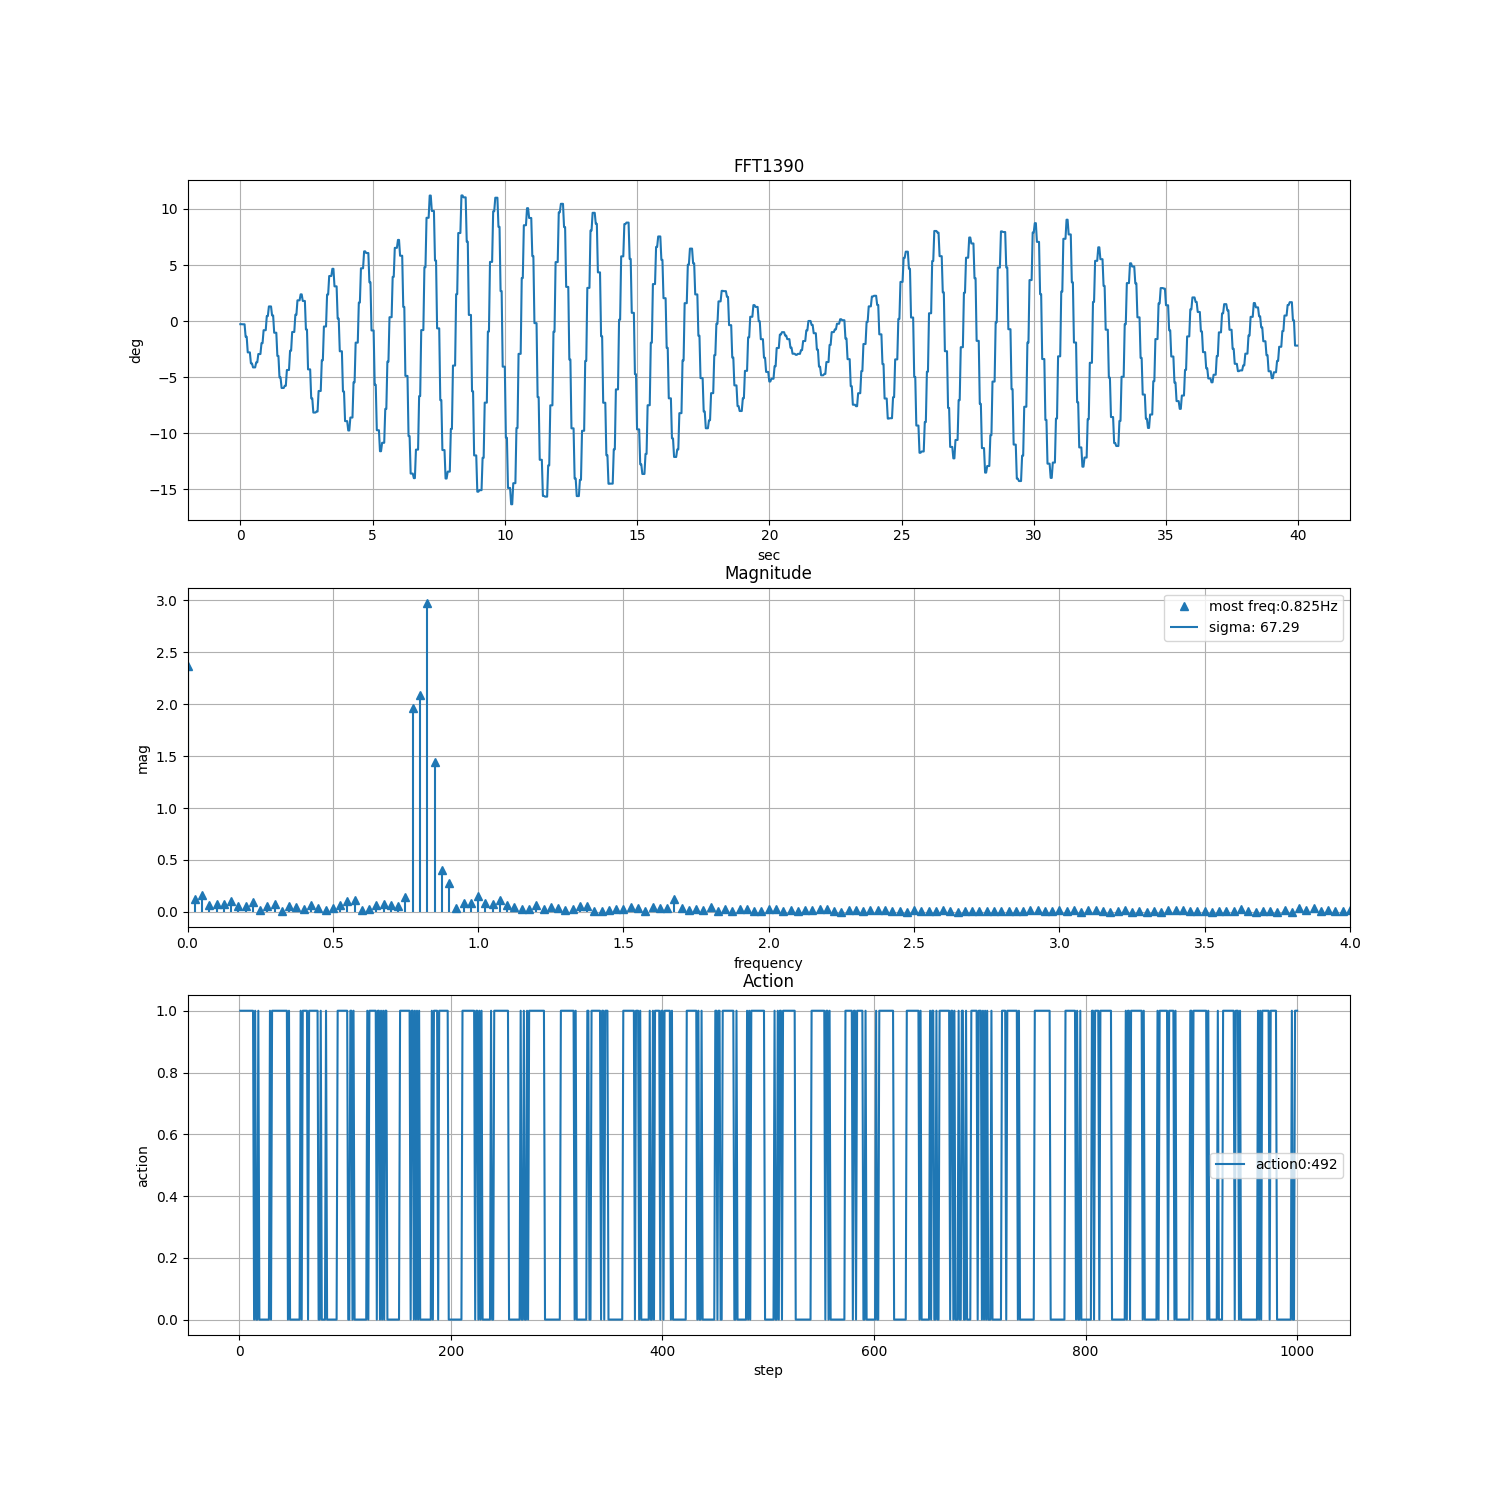 FFT1390
10
5
0
−5
−10
−15
deg
0 5 10 15 20 25 30 35 40
sec
Magnitude
3.0
2.5
2.0
1.5
1.0
0.5
0.0
mag
most freq:0.825Hz
sigma: 67.29
0.0 0.5 1.0 1.5 2.0 2.5 3.0 3.5 4.0
frequency
Action
1.0
0.8
0.6
0.4
0.2
0.0
action
action0:492
0 200 400 600 800 1000
step